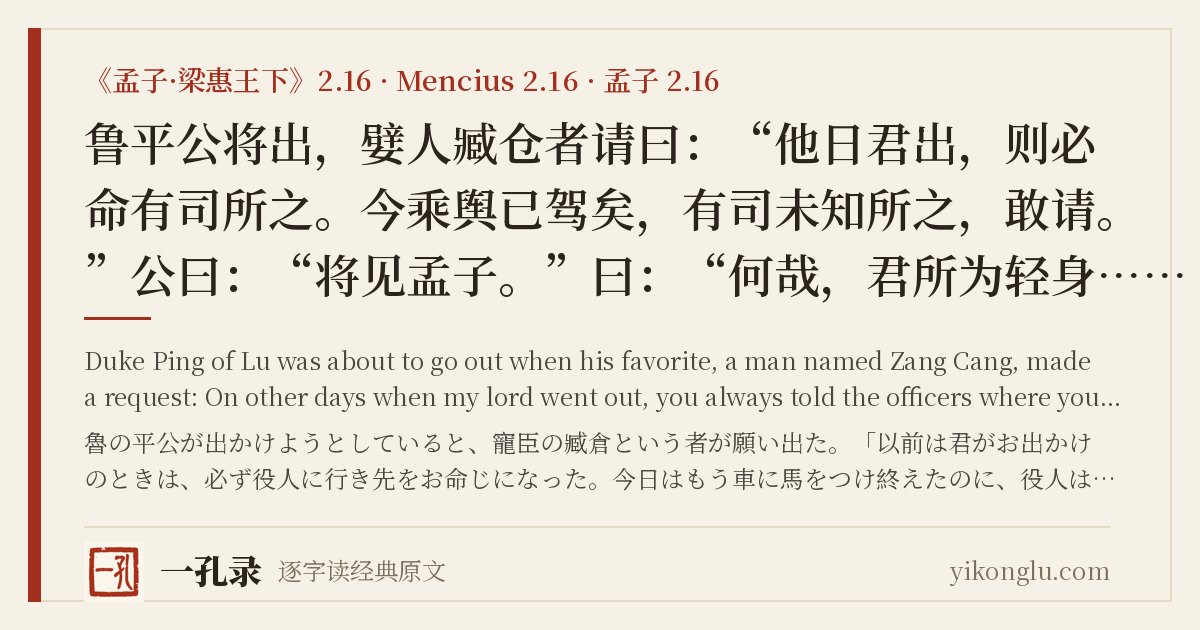 《孟子·梁惠王下》2.16 · Mencius 2.16 · 孟子 2.16
鲁平公将出，嬖人臧仓者请曰：“他日君出，则必
命有司所之。今乘舆已驾矣，有司未知所之，敢请。
”公曰：“将见孟子。”曰：“何哉，君所为轻身……
Duke Ping of Lu was about to go out when his favorite, a man named Zang Cang, made
a request: On other days when my lord went out, you always told the officers where you...
魯の平公が出かけようとしていると、寵臣の臧倉という者が願い出た。「以前は君がお出かけ
のときは、必ず役人に行き先をお命じになった。今日はもう車に馬をつけ終えたのに、役人は…
一孔
一孔录 逐字读经典原文 yikonglu.com